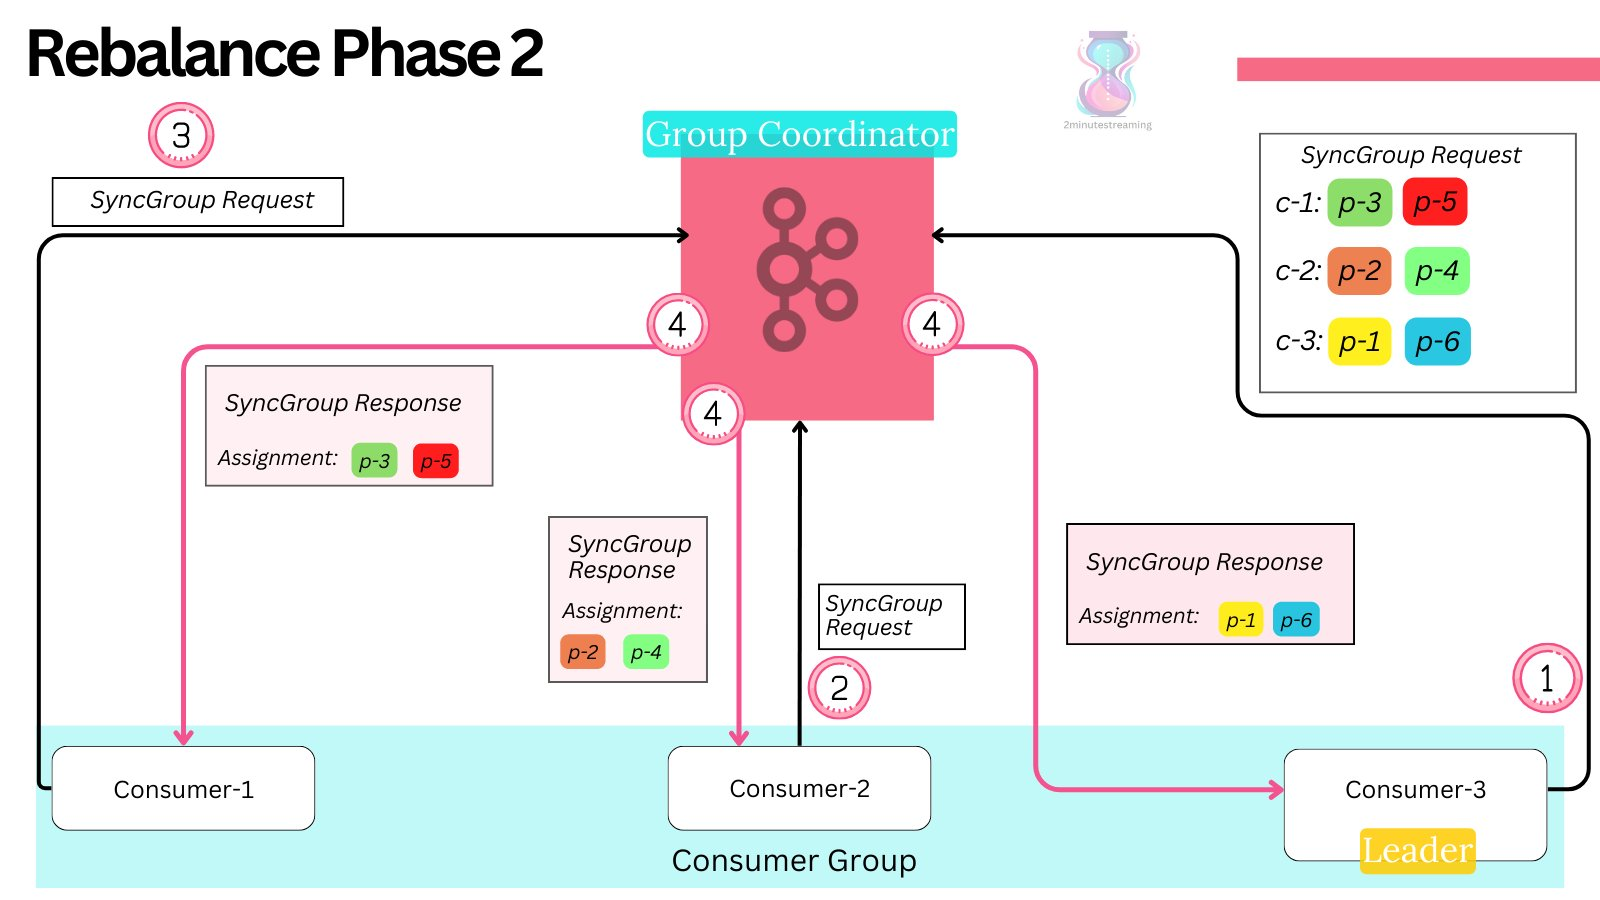 Rebalance Phase 2
2minutestreaming
3
SyncGroup Request
Group Coordinator
SyncGroup Request
c-1: p-3 p-5
c-2: p-2 p-4
c-3: p-1 p-6
4
4
4
SyncGroup Response
Assignment: p-3 p-5
SyncGroup
Response
Assignment:
p-2 p-4
SyncGroup
Request
2
SyncGroup Response
Assignment: p-1 p-6
1
Consumer-1
Consumer-2
Consumer-3
Leader
Consumer Group